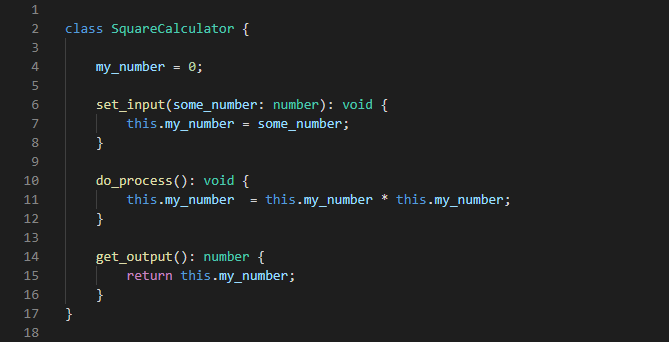 1
2 class SquareCalculator {
3
4     my_number = 0;
5
6     set_input(some_number: number): void {
7         this.my_number = some_number;
8     }
9
10     do_process(): void {
11         this.my_number  = this.my_number * this.my_number;
12     }
13
14     get_output(): number {
15         return this.my_number;
16     }
17 }
18